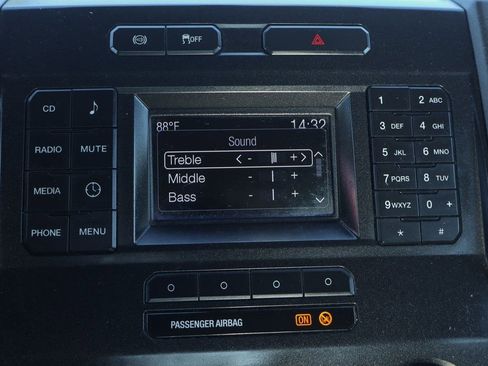 OFF
CD
RADIO MUTE
MEDIA
PHONE MENU
88°F 14:32
Sound
Treble < - + >
Middle - +
Bass - +
1 2 ABC
3 DEF 4 GHI
5 JKL 6 MNO
7 PQRS 8 TUV
9 WXYZ 0 +
* #
PASSENGER AIRBAG ON